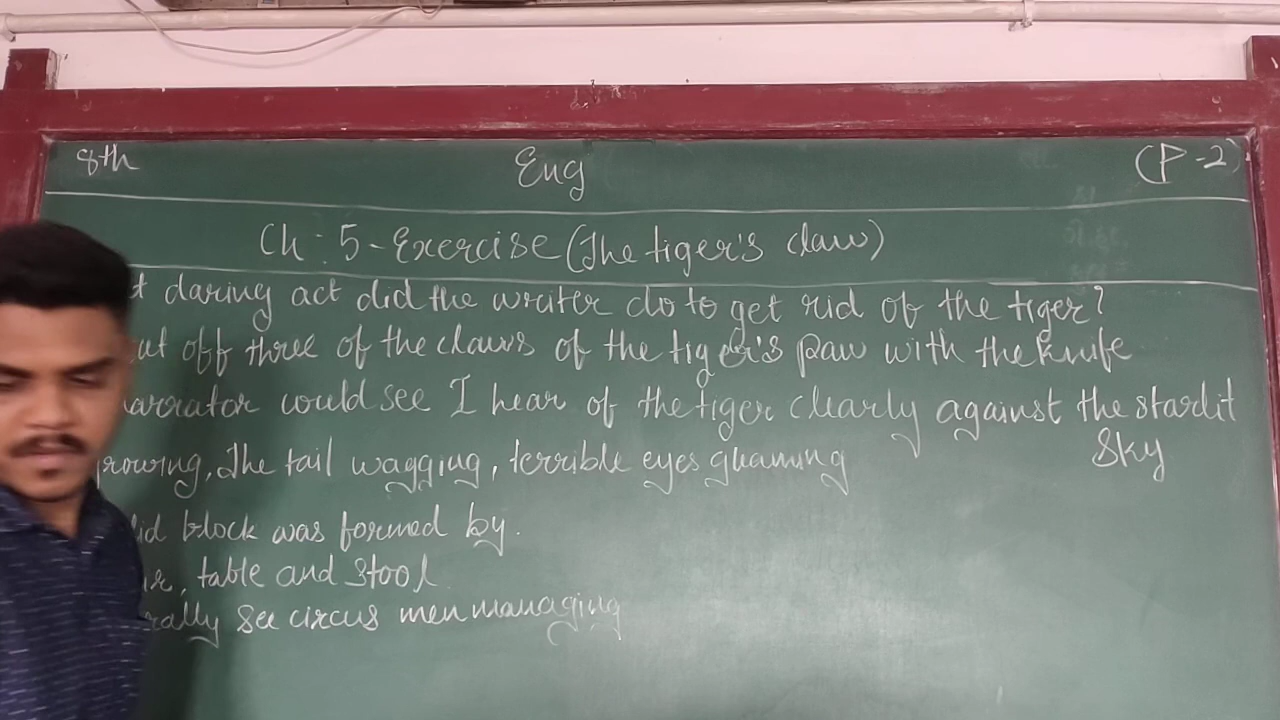 8th Eng (P-2)
Ch: 5-Exercise (The tiger's claw)
daring act did the writer do to get rid of the tiger?
off three of the claws of the tiger's paw with the knife
could see I hear of the tiger clearly against the starlit
Sky
growing, The tail wagging, terrible eyes gleaming
block was formed by.
table and stool
see circus men managing